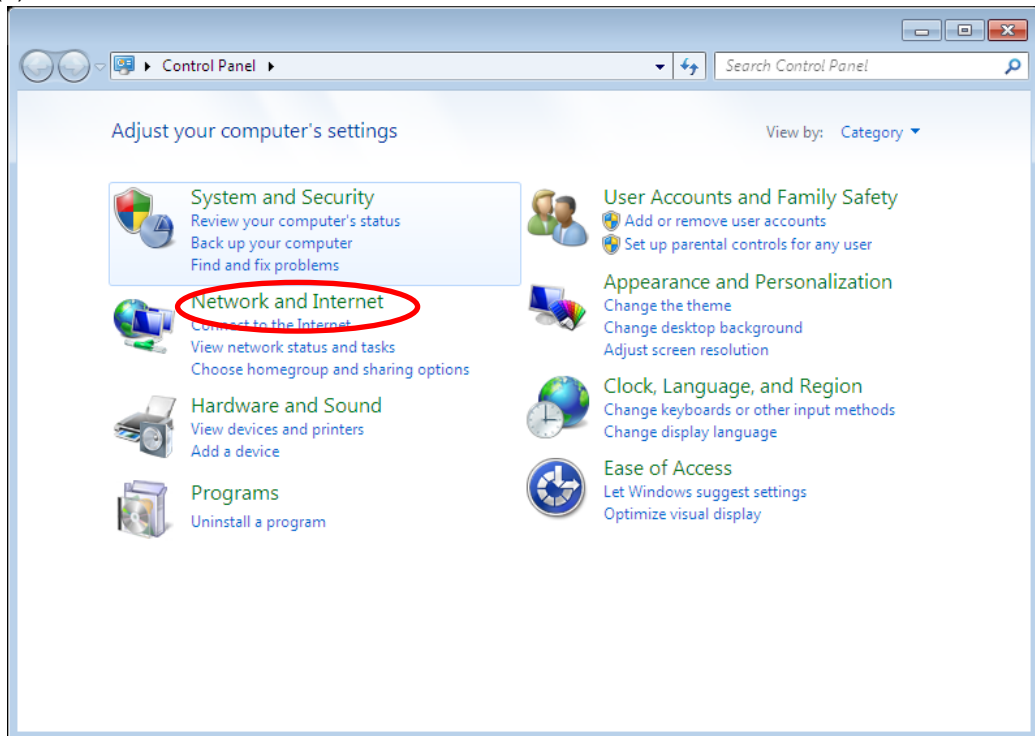 Control Panel
Search Control Panel
Adjust your computer's settings
View by: Category
System and Security
Review your computer's status
Back up your computer
Find and fix problems
Network and Internet
Connect to the Internet
View network status and tasks
Choose homegroup and sharing options
Hardware and Sound
View devices and printers
Add a device
Programs
Uninstall a program
User Accounts and Family Safety
Add or remove user accounts
Set up parental controls for any user
Appearance and Personalization
Change the theme
Change desktop background
Adjust screen resolution
Clock, Language, and Region
Change keyboards or other input methods
Change display language
Ease of Access
Let Windows suggest settings
Optimize visual display